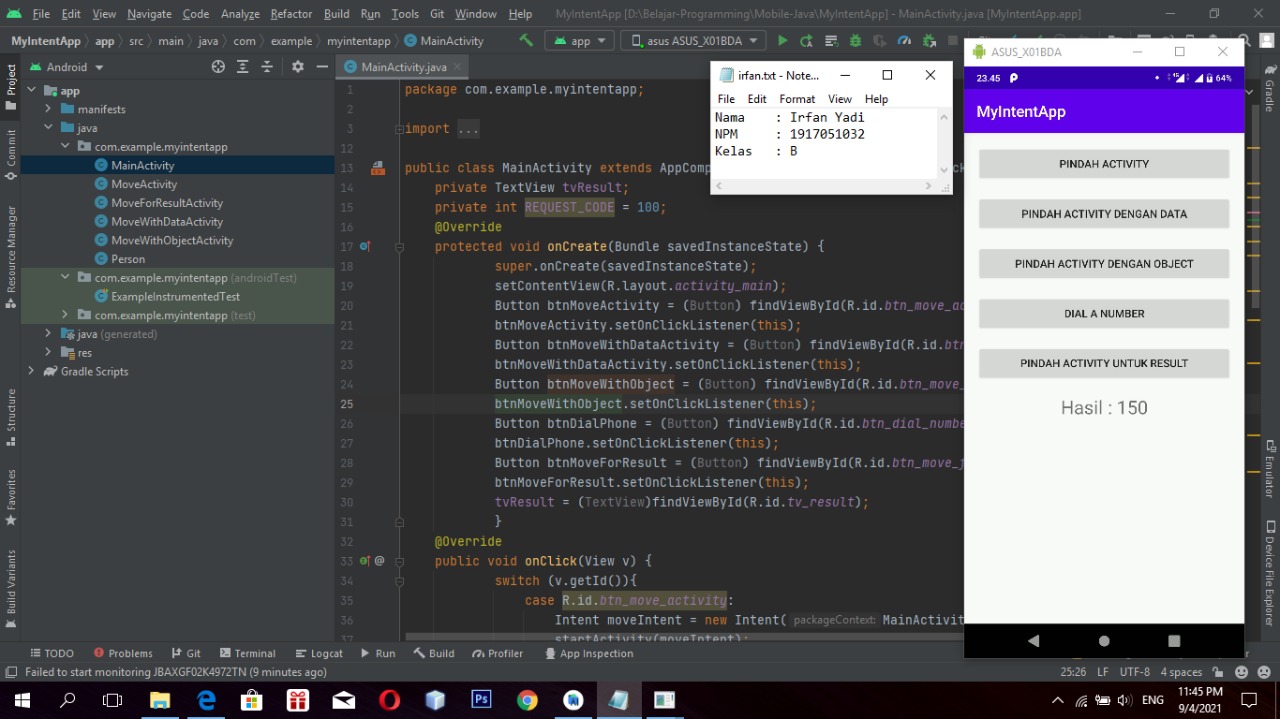 File Edit View Navigate Code Analyze Refactor Build Run Tools Git Window Help MyIntentApp [D:\Belajar-Programming\Mobile-Java\MyIntentApp] - MainActivity.java [MyIntentApp.app]
MyIntentApp app src main java com example myintentapp MainActivity app asus ASUS_X01BDA
Project
Commit
Resource Manager
Structure
Favorites
Build Variants
Android
app
manifests
java
com.example.myintentapp
MainActivity
MoveActivity
MoveForResultActivity
MoveWithDataActivity
MoveWithObjectActivity
Person
com.example.myintentapp (androidTest)
ExampleInstrumentedTest
com.example.myintentapp (test)
java (generated)
res
Gradle Scripts
MainActivity.java
1 package com.example.myintentapp;
2
3 import ...
12
13 public class MainActivity extends AppComp
14 private TextView tvResult;
15 private int REQUEST_CODE = 100;
16 @Override
17 protected void onCreate(Bundle savedInstanceState) {
18 super.onCreate(savedInstanceState);
19 setContentView(R.layout.activity_main);
20 Button btnMoveActivity = (Button) findViewById(R.id.btn_move_ac
21 btnMoveActivity.setOnClickListener(this);
22 Button btnMoveWithDataActivity = (Button) findViewById(R.id.btn
23 btnMoveWithDataActivity.setOnClickListener(this);
24 Button btnMoveWithObject = (Button) findViewById(R.id.btn_move_
25 btnMoveWithObject.setOnClickListener(this);
26 Button btnDialPhone = (Button) findViewById(R.id.btn_dial_numbe
27 btnDialPhone.setOnClickListener(this);
28 Button btnMoveForResult = (Button) findViewById(R.id.btn_move_f
29 btnMoveForResult.setOnClickListener(this);
30 tvResult = (TextView)findViewById(R.id.tv_result);
31 }
32 @Override
33 public void onClick(View v) {
34 switch (v.getId()){
35 case R.id.btn_move_activity:
36 Intent moveIntent = new Intent( packageContext: MainActivit
37 startActivity(moveIntent);
irfan.txt - Note...
File Edit Format View Help
Nama : Irfan Yadi
NPM : 1917051032
Kelas : B
ASUS_X01BDA
23.45 64%
MyIntentApp
PINDAH ACTIVITY
PINDAH ACTIVITY DENGAN DATA
PINDAH ACTIVITY DENGAN OBJECT
DIAL A NUMBER
PINDAH ACTIVITY UNTUK RESULT
Hasil : 150
Gradle
Emulator
Device File Explorer
TODO Problems Git Terminal Logcat Run Build Profiler App Inspection
Failed to start monitoring JBAXGF02K4972TN (9 minutes ago) 25:26 LF UTF-8 4 spaces
Ps
ENG
11:45 PM
9/4/2021